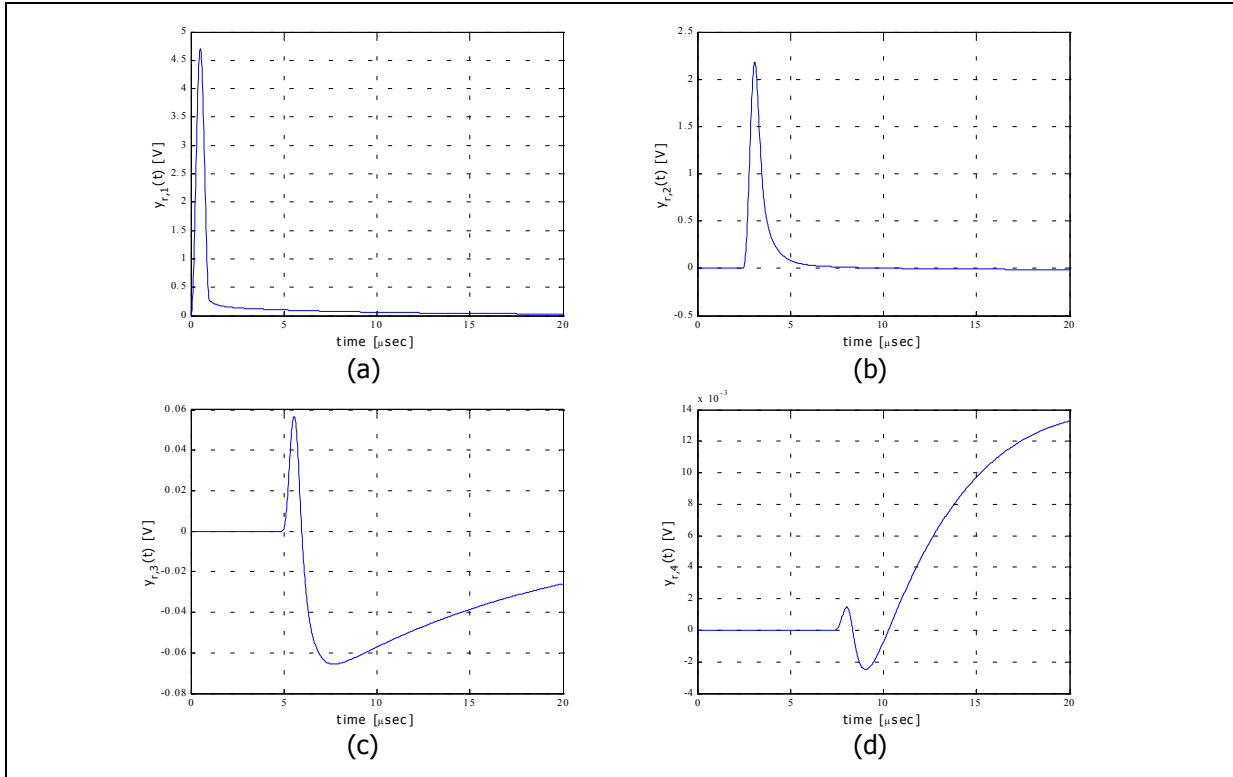 5
4.5
4
3.5
3
2.5
2
1.5
1
0.5
0
y_{r,1}(t) [V]
0 5 10 15 20
time [μsec]
(a)
2.5
2
1.5
1
0.5
0
-0.5
y_{r,2}(t) [V]
0 5 10 15 20
time [μsec]
(b)
0.06
0.04
0.02
0
-0.02
-0.04
-0.06
-0.08
y_{r,3}(t) [V]
0 5 10 15 20
time [μsec]
(c)
x 10^{-3}
14
12
10
8
6
4
2
0
-2
-4
y_{r,4}(t) [V]
0 5 10 15 20
time [μsec]
(d)